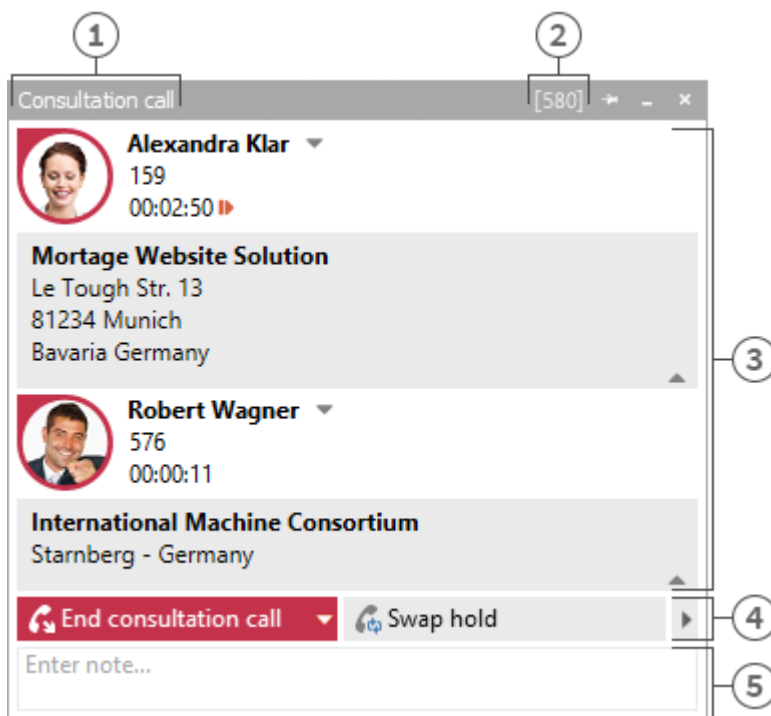 1
2
Consultation call [580]
Alexandra Klar
159
00:02:50
Mortage Website Solution
Le Tough Str. 13
81234 Munich
Bavaria Germany
3
Robert Wagner
576
00:00:11
International Machine Consortium
Starnberg - Germany
End consultation call Swap hold
4
Enter note...
5